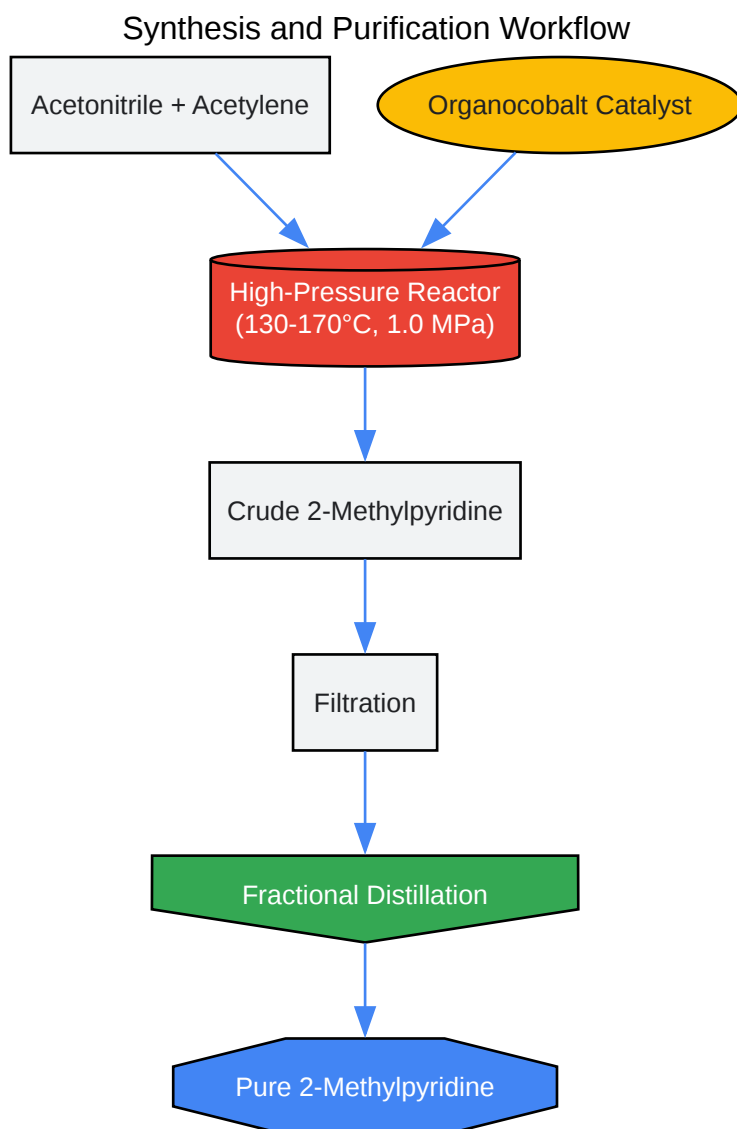 Synthesis and Purification Workflow
Acetonitrile + Acetylene
Organocobalt Catalyst
High-Pressure Reactor
(130-170°C, 1.0 MPa)
Crude 2-Methylpyridine
Filtration
Fractional Distillation
Pure 2-Methylpyridine